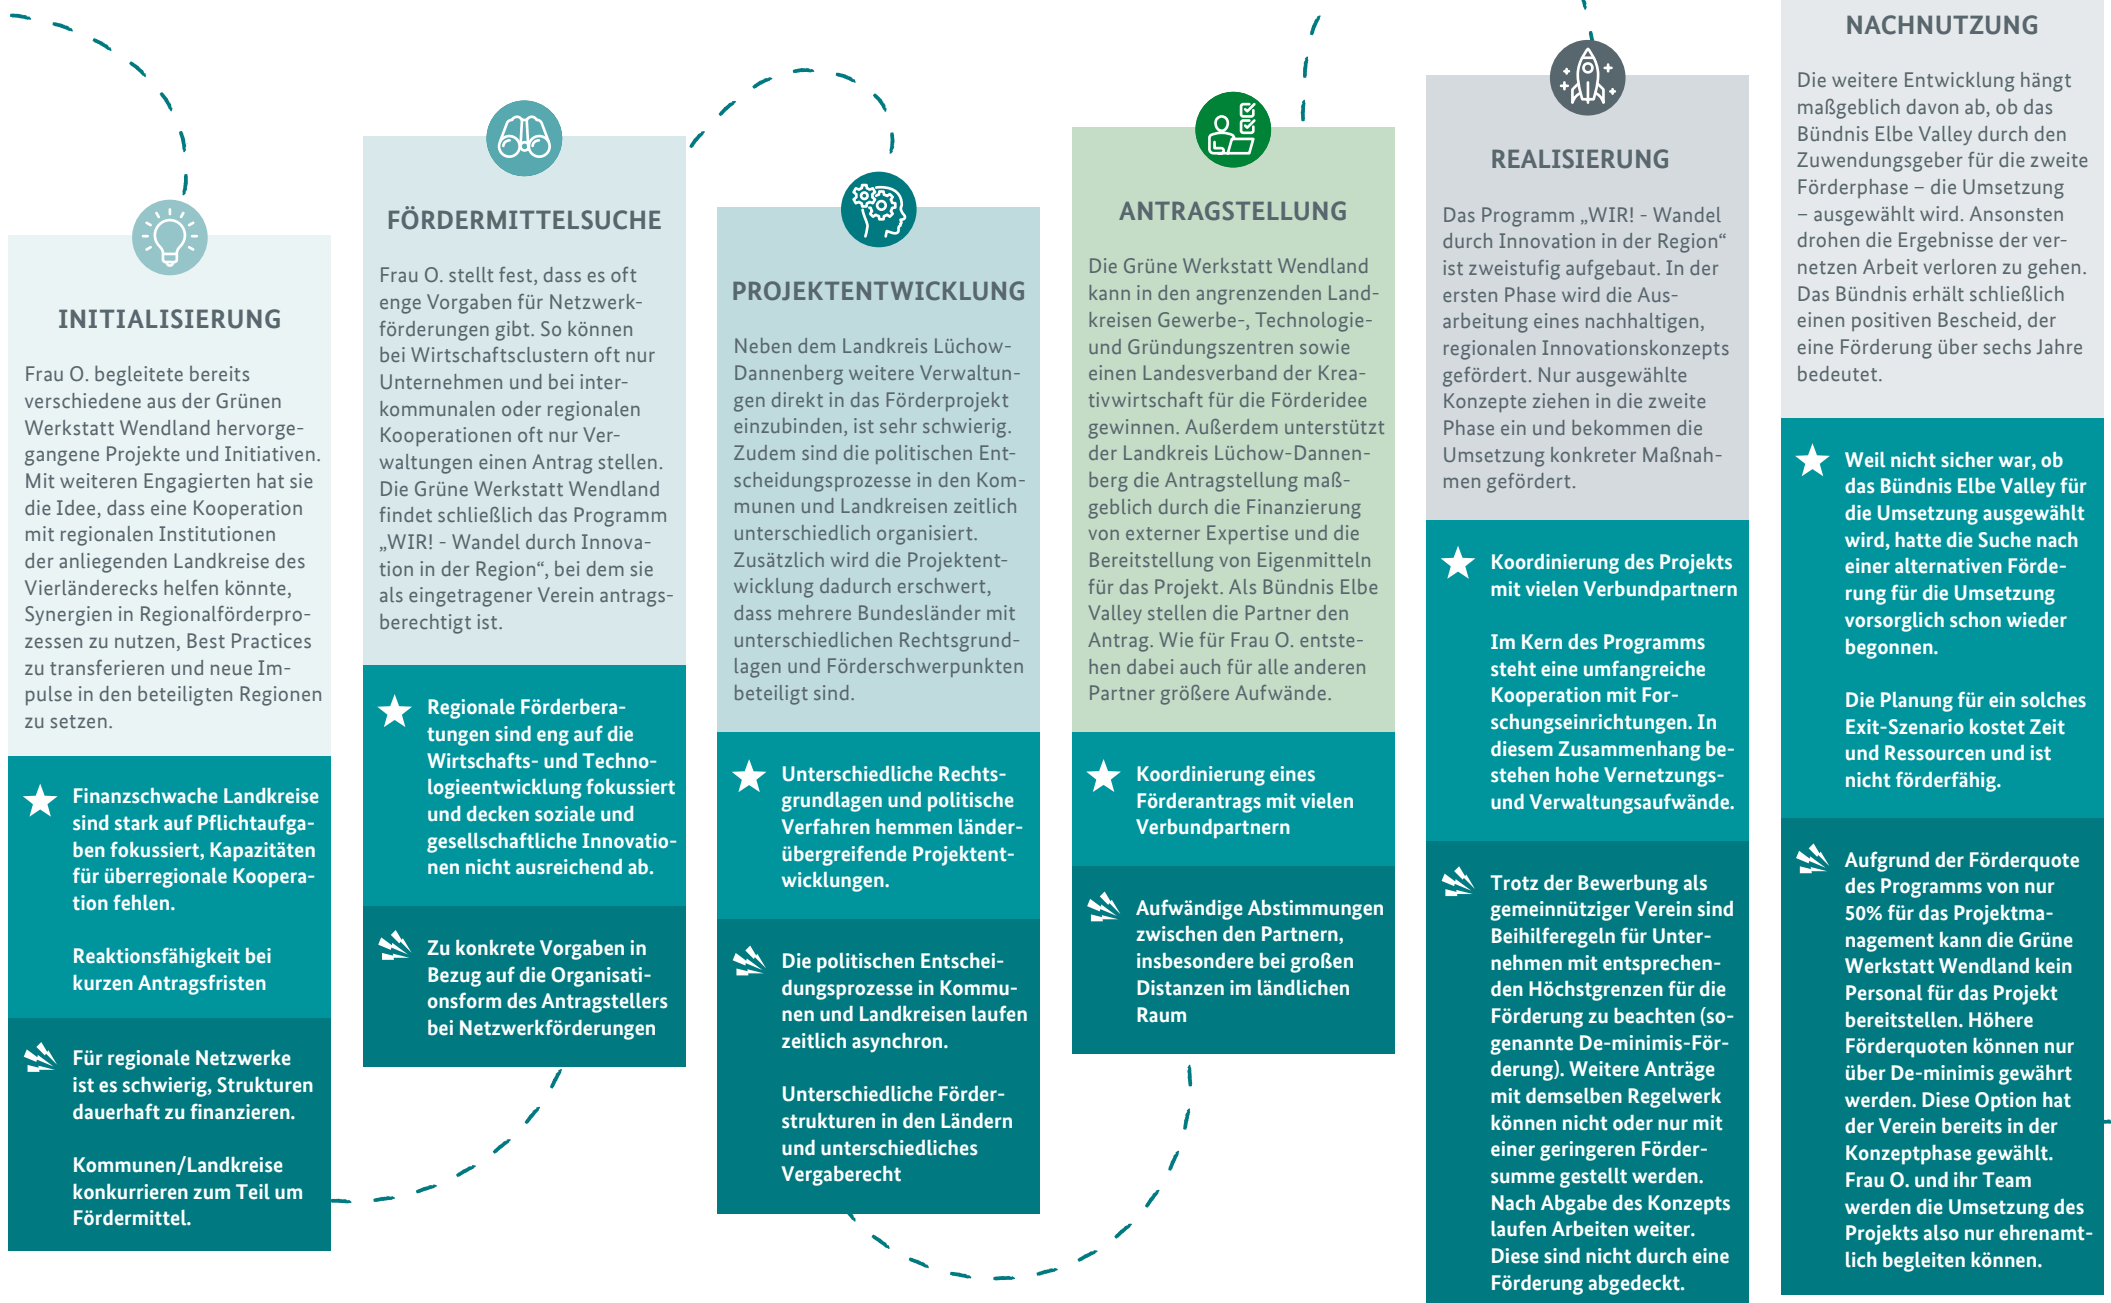 INITIALISIERUNG
Frau O. begleitete bereits
verschiedene aus der Grünen
Werkstatt Wendland hervorge-
gangene Projekte und Initiativen.
Mit weiteren Engagierten hat sie
die Idee, dass eine Kooperation
mit regionalen Institutionen
der anliegenden Landkreise des
Vierländerecks helfen könnte,
Synergien in Regionalförderpro-
zessen zu nutzen, Best Practices
zu transferieren und neue Im-
pulse in den beteiligten Regionen
zu setzen.
Finanzschwache Landkreise
sind stark auf Pflichtaufga-
ben fokussiert, Kapazitäten
für überregionale Koopera-
tion fehlen.
Reaktionsfähigkeit bei
kurzen Antragsfristen
Für regionale Netzwerke
ist es schwierig, Strukturen
dauerhaft zu finanzieren.
Kommunen/Landkreise
konkurrieren zum Teil um
Fördermittel.
FÖRDERMITTELSUCHE
Frau O. stellt fest, dass es oft
enge Vorgaben für Netzwerk-
förderungen gibt. So können
bei Wirtschaftsclustern oft nur
Unternehmen und bei inter-
kommunalen oder regionalen
Kooperationen oft nur Ver-
waltungen einen Antrag stellen.
Die Grüne Werkstatt Wendland
findet schließlich das Programm
„WIR! - Wandel durch Innova-
tion in der Region“, bei dem sie
als eingetragener Verein antrags-
berechtigt ist.
Regionale Förderbera-
tungen sind eng auf die
Wirtschafts- und Techno-
logieentwicklung fokussiert
und decken soziale und
gesellschaftliche Innovatio-
nen nicht ausreichend ab.
Zu konkrete Vorgaben in
Bezug auf die Organisati-
onsform des Antragstellers
bei Netzwerkförderungen
PROJEKTENTWICKLUNG
Neben dem Landkreis Lüchow-
Dannenberg weitere Verwaltun-
gen direkt in das Förderprojekt
einzubinden, ist sehr schwierig.
Zudem sind die politischen Ent-
scheidungsprozesse in den Kom-
munen und Landkreisen zeitlich
unterschiedlich organisiert.
Zusätzlich wird die Projektent-
wicklung dadurch erschwert,
dass mehrere Bundesländer mit
unterschiedlichen Rechtsgrund-
lagen und Förderschwerpunkten
beteiligt sind.
Unterschiedliche Rechts-
grundlagen und politische
Verfahren hemmen länder-
übergreifende Projektent-
wicklungen.
Die politischen Entschei-
dungsprozesse in Kommu-
nen und Landkreisen laufen
zeitlich asynchron.
Unterschiedliche Förder-
strukturen in den Ländern
und unterschiedliches
Vergaberecht
ANTRAGSTELLUNG
Die Grüne Werkstatt Wendland
kann in den angrenzenden Land-
kreisen Gewerbe-, Technologie-
und Gründungszentren sowie
einen Landesverband der Krea-
tivwirtschaft für die Förderidee
gewinnen. Außerdem unterstützt
der Landkreis Lüchow-Dannen-
berg die Antragstellung maß-
geblich durch die Finanzierung
von externer Expertise und die
Bereitstellung von Eigenmitteln
für das Projekt. Als Bündnis Elbe
Valley stellen die Partner den
Antrag. Wie für Frau O. entste-
hen dabei auch für alle anderen
Partner größere Aufwände.
Koordinierung eines
Förderantrags mit vielen
Verbundpartnern
Aufwändige Abstimmungen
zwischen den Partnern,
insbesondere bei großen
Distanzen im ländlichen
Raum
REALISIERUNG
Das Programm „WIR! - Wandel
durch Innovation in der Region“
ist zweistufig aufgebaut. In der
ersten Phase wird die Aus-
arbeitung eines nachhaltigen,
regionalen Innovationskonzepts
gefördert. Nur ausgewählte
Konzepte ziehen in die zweite
Phase ein und bekommen die
Umsetzung konkreter Maßnah-
men gefördert.
Koordinierung des Projekts
mit vielen Verbundpartnern
Im Kern des Programms
steht eine umfangreiche
Kooperation mit For-
schungseinrichtungen. In
diesem Zusammenhang be-
stehen hohe Vernetzungs-
und Verwaltungsaufwände.
Trotz der Bewerbung als
gemeinnütziger Verein sind
Beihilferegeln für Unter-
nehmen mit entsprechen-
den Höchstgrenzen für die
Förderung zu beachten (so-
genannte De-minimis-För-
derung). Weitere Anträge
mit demselben Regelwerk
können nicht oder nur mit
einer geringeren Förder-
summe gestellt werden.
Nach Abgabe des Konzepts
laufen Arbeiten weiter.
Diese sind nicht durch eine
Förderung abgedeckt.
NACHNUTZUNG
Die weitere Entwicklung hängt
maßgeblich davon ab, ob das
Bündnis Elbe Valley durch den
Zuwendungsgeber für die zweite
Förderphase – die Umsetzung
– ausgewählt wird. Ansonsten
drohen die Ergebnisse der ver-
netzen Arbeit verloren zu gehen.
Das Bündnis erhält schließlich
einen positiven Bescheid, der
eine Förderung über sechs Jahre
bedeutet.
Weil nicht sicher war, ob
das Bündnis Elbe Valley für
die Umsetzung ausgewählt
wird, hatte die Suche nach
einer alternativen Förde-
rung für die Umsetzung
vorsorglich schon wieder
begonnen.
Die Planung für ein solches
Exit-Szenario kostet Zeit
und Ressourcen und ist
nicht förderfähig.
Aufgrund der Förderquote
des Programms von nur
50% für das Projektma-
nagement kann die Grüne
Werkstatt Wendland kein
Personal für das Projekt
bereitstellen. Höhere
Förderquoten können nur
über De-minimis gewährt
werden. Diese Option hat
der Verein bereits in der
Konzeptphase gewählt.
Frau O. und ihr Team
werden die Umsetzung des
Projekts also nur ehrenamt-
lich begleiten können.